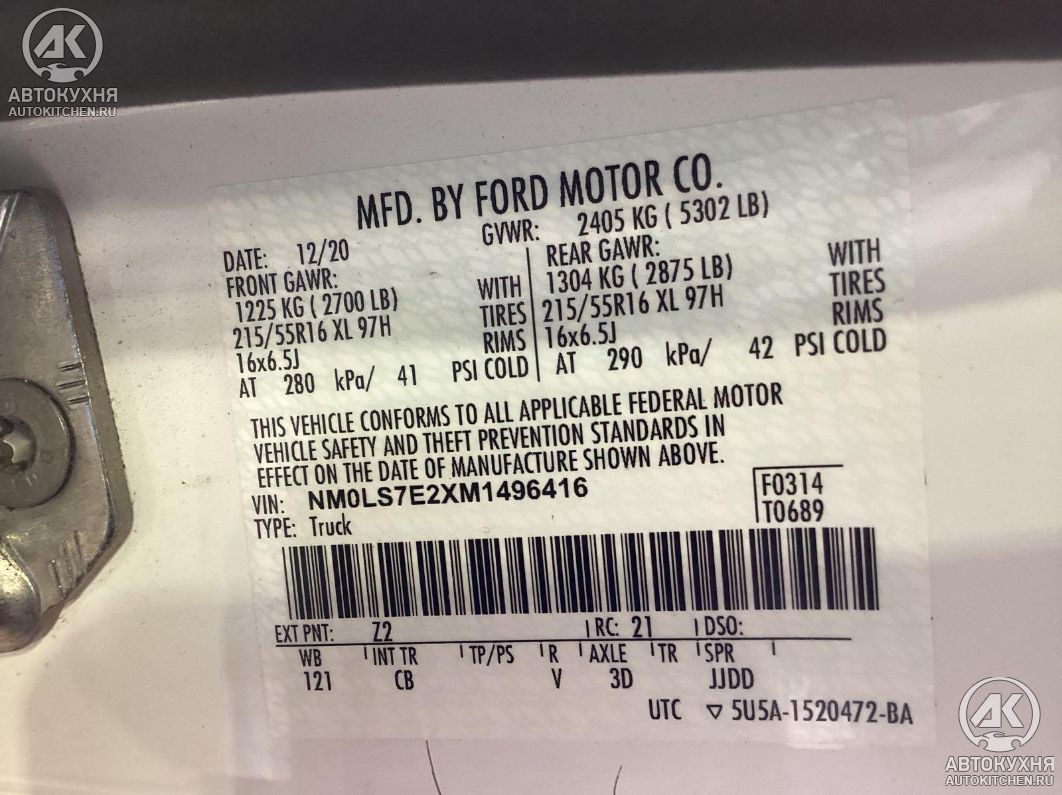 АК
АВТОКУХНЯ
AUTOKITCHEN.RU
MFD. BY FORD MOTOR CO.
DATE: 12/20 GVWR: 2405 KG ( 5302 LB)
FRONT GAWR: REAR GAWR:
1225 KG ( 2700 LB) WITH 1304 KG ( 2875 LB) WITH
215/55R16 XL 97H TIRES 215/55R16 XL 97H TIRES
16x6.5J RIMS 16x6.5J RIMS
AT 280 kPa/ 41 PSI COLD AT 290 kPa/ 42 PSI COLD
THIS VEHICLE CONFORMS TO ALL APPLICABLE FEDERAL MOTOR
VEHICLE SAFETY AND THEFT PREVENTION STANDARDS IN
EFFECT ON THE DATE OF MANUFACTURE SHOWN ABOVE.
VIN: NM0LS7E2XM1496416 F0314
TYPE: Truck T0689
EXT PNT: Z2 RC: 21 DSO:
WB INT TR TP/PS R AXLE TR SPR
121 CB V 3D JJDD
UTC ▽ 5U5A-1520472-BA
АК
АВТОКУХНЯ
AUTOKITCHEN.RU